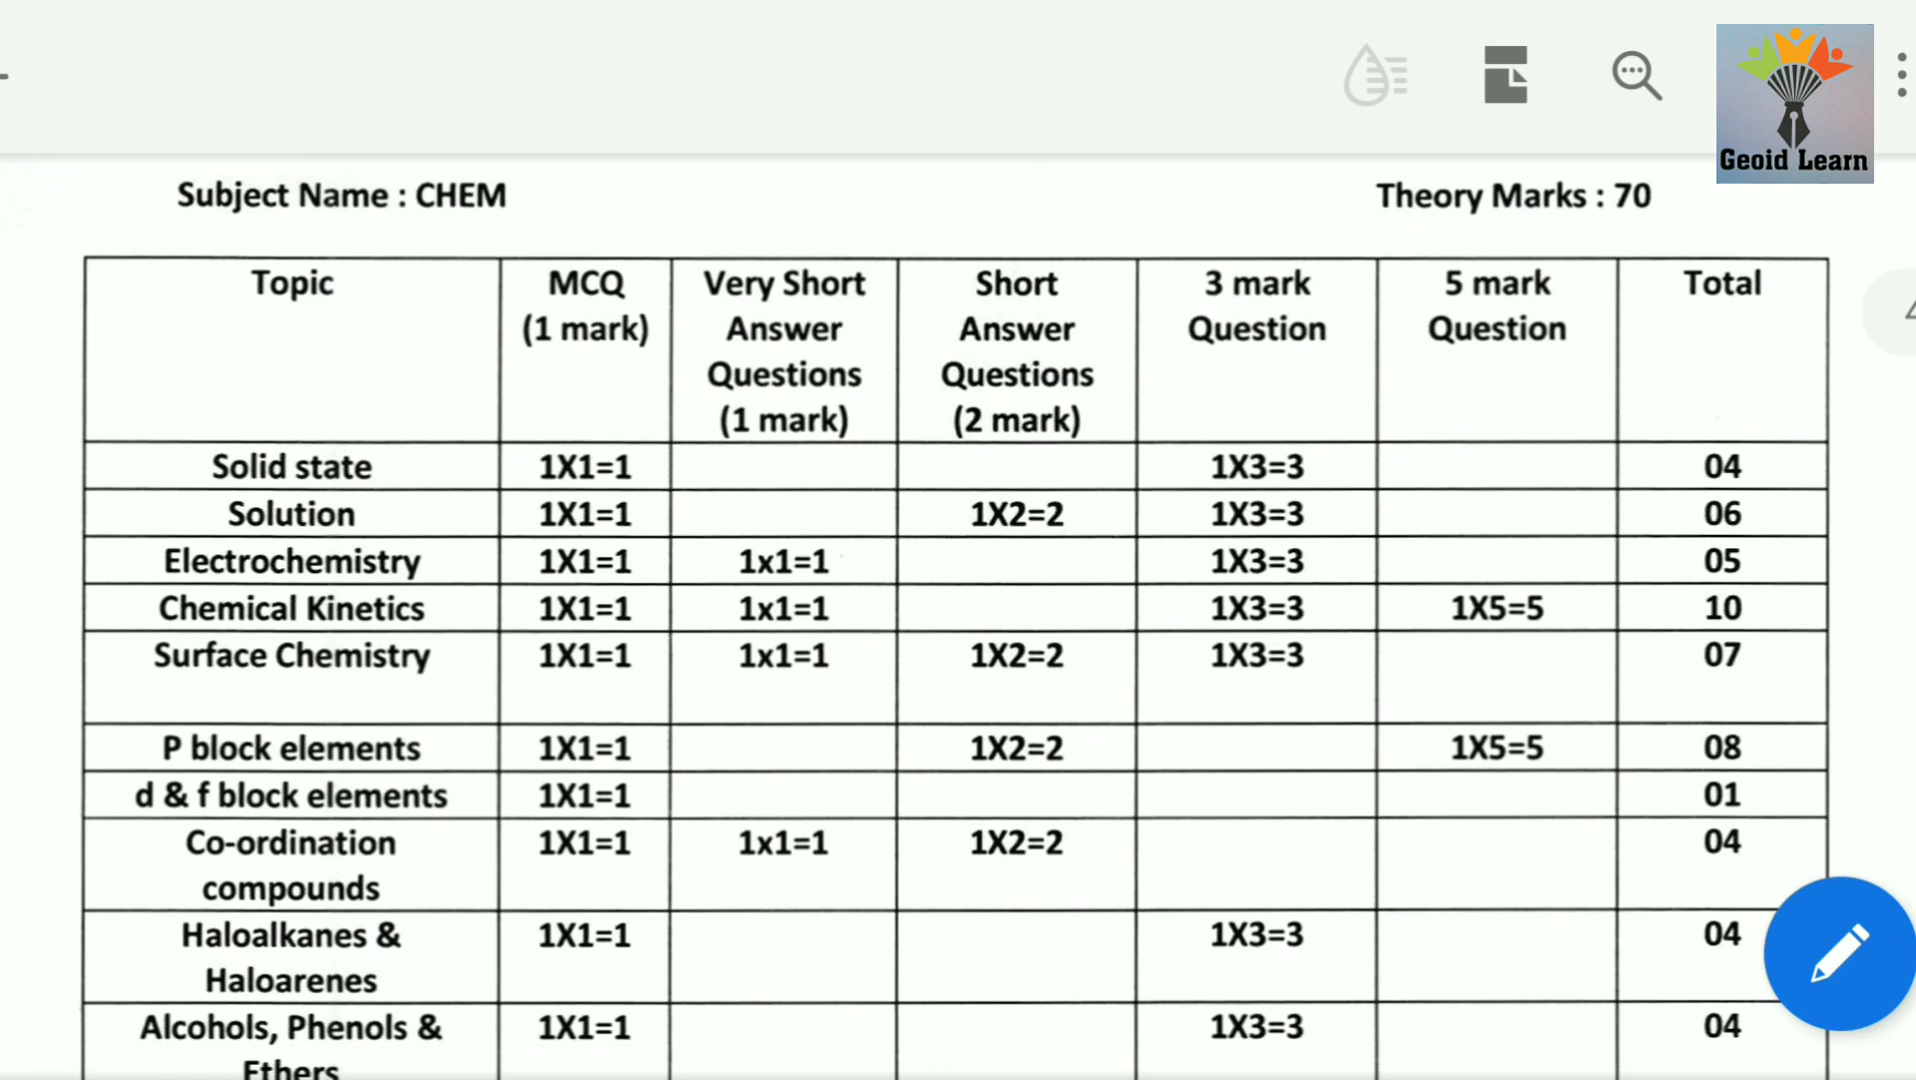 Geoid Learn
Subject Name : CHEM Theory Marks : 70
Topic MCQ (1 mark) Very Short Answer Questions (1 mark) Short Answer Questions (2 mark) 3 mark Question 5 mark Question Total
Solid state 1X1=1 1X3=3 04
Solution 1X1=1 1X2=2 1X3=3 06
Electrochemistry 1X1=1 1x1=1 1X3=3 05
Chemical Kinetics 1X1=1 1x1=1 1X3=3 1X5=5 10
Surface Chemistry 1X1=1 1x1=1 1X2=2 1X3=3 07
P block elements 1X1=1 1X2=2 1X5=5 08
d & f block elements 1X1=1 01
Co-ordination compounds 1X1=1 1x1=1 1X2=2 04
Haloalkanes & Haloarenes 1X1=1 1X3=3 04
Alcohols, Phenols & Ethers 1X1=1 1X3=3 04